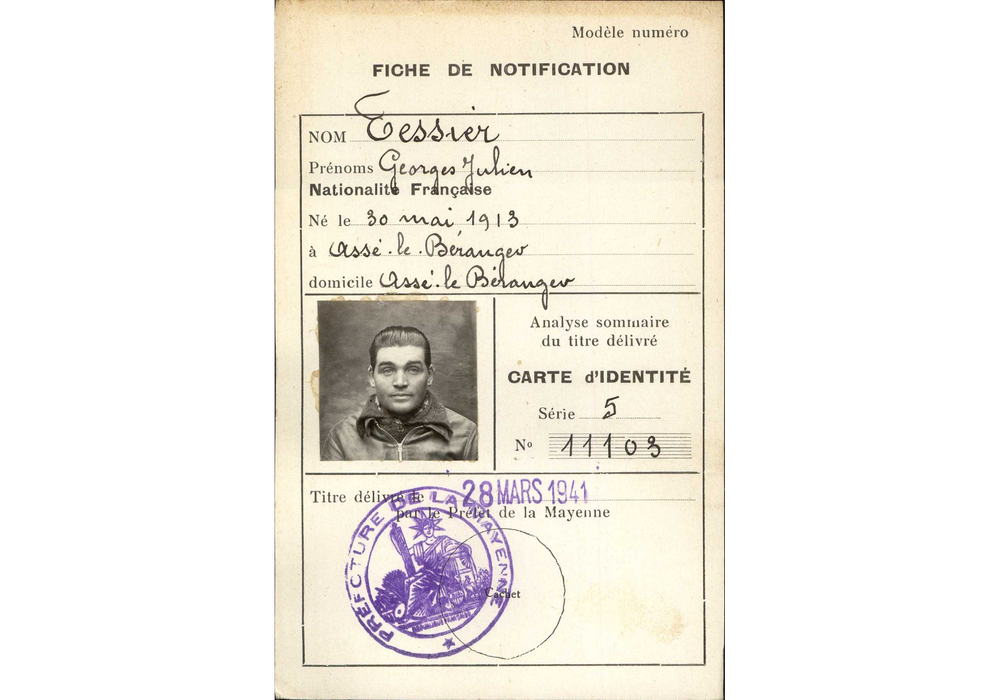 Modèle numéro
FICHE DE NOTIFICATION
NOM Tessier
Prénoms Georges Julien
Nationalité Française
Né le 30 mai 1913
à Assé-le-Béranger
domicile Assé-le-Béranger
Analyse sommaire
du titre délivré
CARTE d'IDENTITÉ
Série 5
No 11103
Titre délivré le 28 MARS 1941
par le Préfet de la Mayenne
PRÉFECTURE DE LA MAYENNE
Cachet